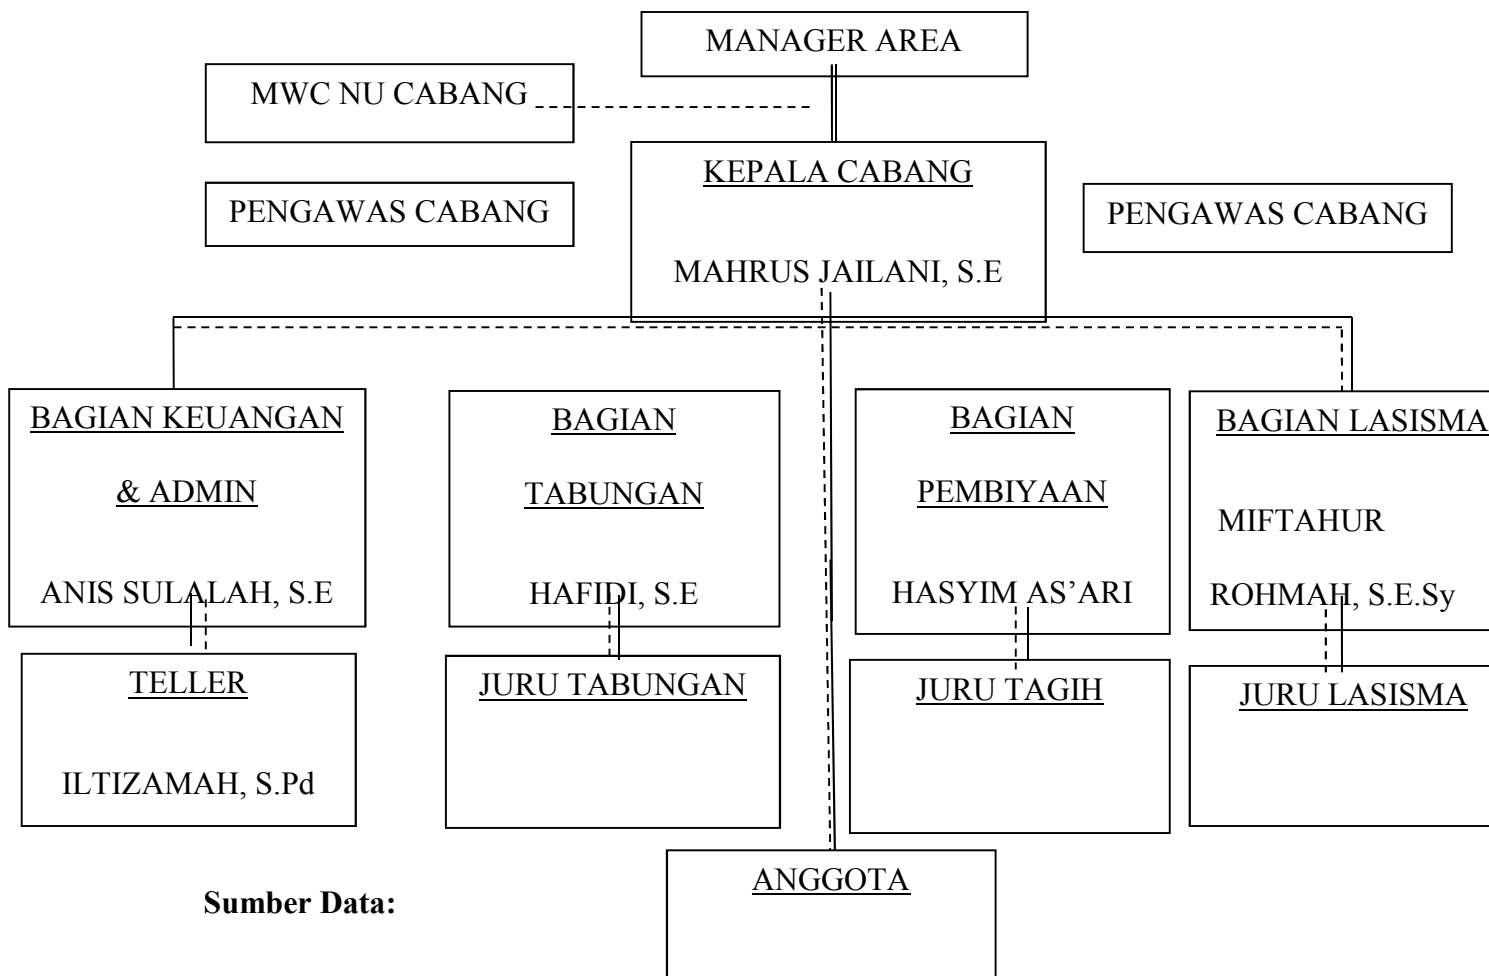 MANAGER AREA
MWC NU CABANG
KEPALA CABANG
MAHRUS JAILANI, S.E
PENGAWAS CABANG
PENGAWAS CABANG
BAGIAN KEUANGAN
& ADMIN
ANIS SULALAH, S.E
BAGIAN
TABUNGAN
HAFIDI, S.E
BAGIAN
PEMBIYAAN
HASYIM AS’ARI
BAGIAN LASISMA
MIFTAHUR
ROHMAH, S.E.Sy
TELLER
ILTIZAMAH, S.Pd
JURU TABUNGAN
JURU TAGIH
JURU LASISMA
ANGGOTA
Sumber Data: